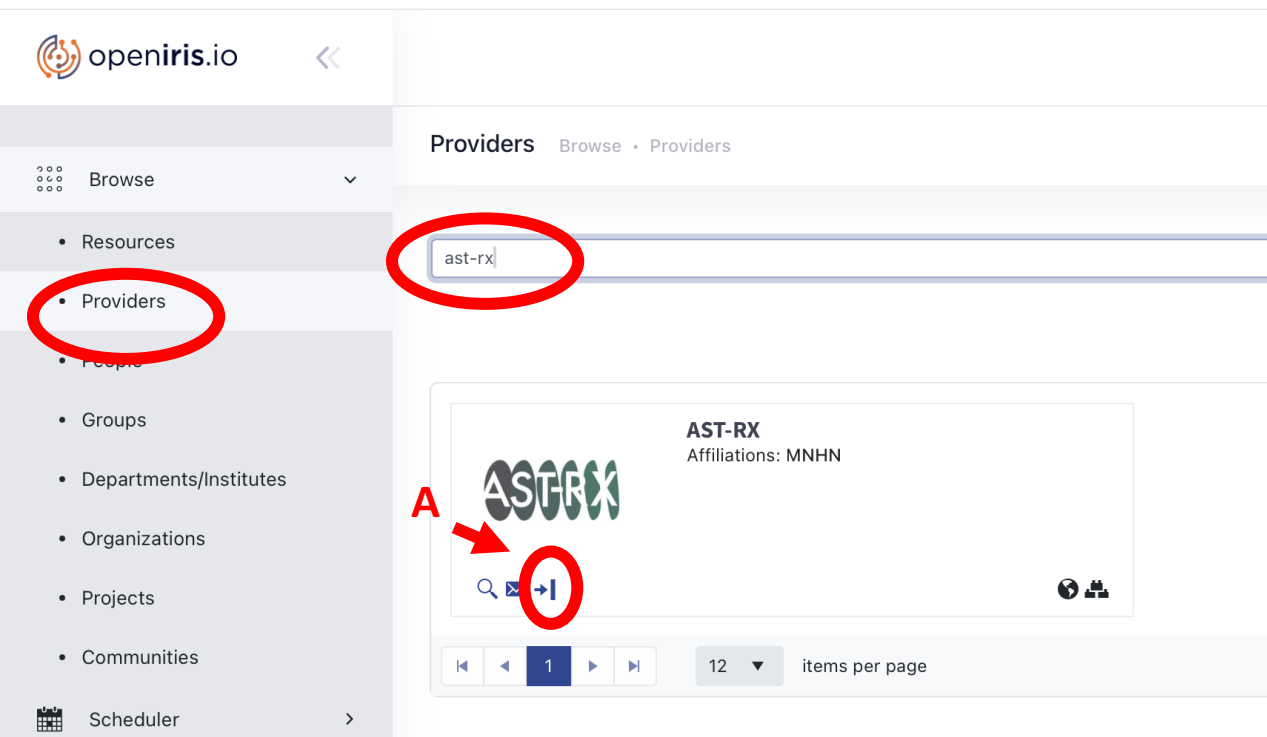 openiris.io
Providers Browse • Providers
Browse
• Resources
ast-rx
• Providers
• People
• Groups
AST-RX
Affiliations: MNHN
• Departments/Institutes
AST-RX
A
• Organizations
• Projects
• Communities
1
12
items per page
Scheduler